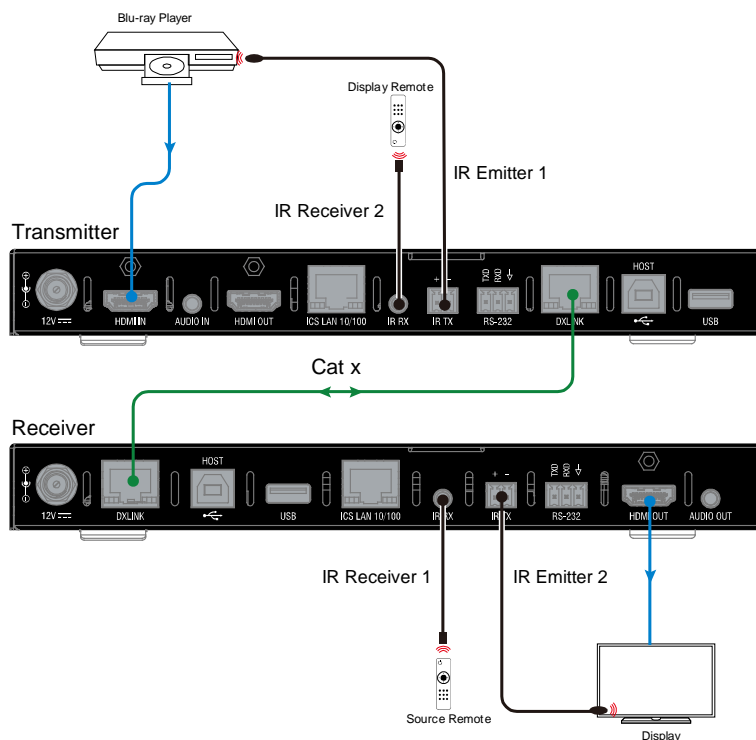 Blu-ray Player
Display Remote
IR Emitter 1
IR Receiver 2
Transmitter
+ -
TXD
RXD
HOST
12V
HDMI IN
AUDIO IN
HDMI OUT
ICS LAN 10/100
IR RX
IR TX
RS-232
DXLINK
USB
Cat x
Receiver
HOST
+ -
TXD
RXD
12V
DXLINK
USB
ICS LAN 10/100
IR RX
IR TX
RS-232
HDMI OUT
AUDIO OUT
IR Receiver 1
IR Emitter 2
Source Remote
Display